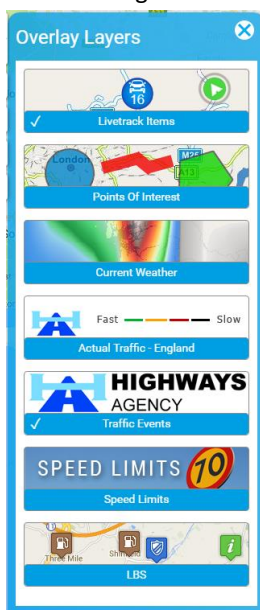 Overlay Layers
16
✓ Livetrack Items
London
M25
A13
Points Of Interest
Current Weather
Fast Slow
Actual Traffic - England
HIGHWAYS
AGENCY
✓ Traffic Events
SPEED LIMITS 70
Speed Limits
Three Mile
i
LBS